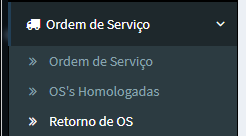 Ordem de Serviço
Ordem de Serviço
OS's Homologadas
Retorno de OS